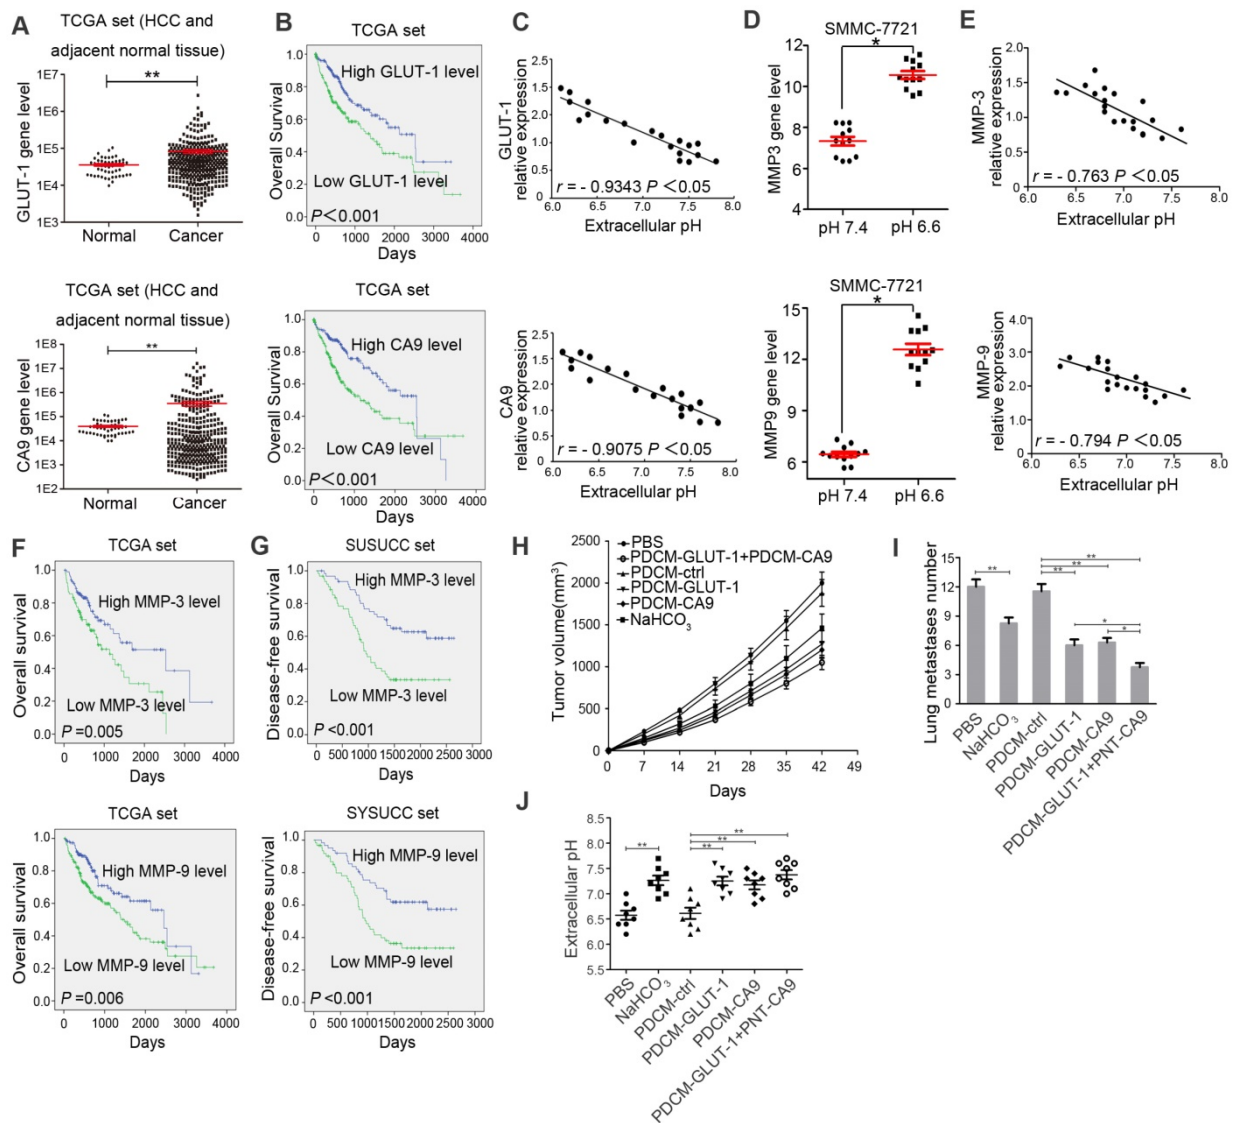 A
TCGA set (HCC and
adjacent normal tissue)
GLUT-1 gene level
1E7
1E6
1E5
1E4
1E3
**
Normal
Cancer
TCGA set (HCC and
adjacent normal tissue)
CA9 gene level
1E8
1E7
1E6
1E5
1E4
1E3
1E2
**
Normal
Cancer
B
TCGA set
Overall Survival
1.0
0.8
0.6
0.4
0.2
0.0
High GLUT-1 level
Low GLUT-1 level
P<0.001
0 1000 2000 3000 4000
Days
TCGA set
Overall Survival
1.0
0.8
0.6
0.4
0.2
0.0
High CA9 level
Low CA9 level
P<0.001
0 1000 2000 3000 4000
Days
C
GLUT-1
relative expression
2.5
2.0
1.5
1.0
0.5
0
r = - 0.9343 P <0.05
6.0 6.5 7.0 7.5 8.0
Extracellular pH
CA9
relative expression
2.5
2.0
1.5
1.0
0.5
0
r = - 0.9075 P <0.05
6.0 6.5 7.0 7.5 8.0
Extracellular pH
D
SMMC-7721
MMP3 gene level
12
10
8
6
4
*
pH 7.4
pH 6.6
SMMC-7721
MMP9 gene level
15
12
9
6
*
pH 7.4
pH 6.6
E
MMP-3
relative expression
2.0
1.5
1.0
0.5
0
r = - 0.763 P <0.05
6.0 6.5 7.0 7.5 8.0
Extracellular pH
MMP-9
relative expression
4.0
3.0
2.0
1.0
0
r = - 0.794 P <0.05
6.0 6.5 7.0 7.5 8.0
Extracellular pH
F
TCGA set
Overall survival
1.0
0.8
0.6
0.4
0.2
0.0
High MMP-3 level
Low MMP-3 level
P =0.005
0 1000 2000 3000 4000
Days
TCGA set
Overall survival
1.0
0.8
0.6
0.4
0.2
0.0
High MMP-9 level
Low MMP-9 level
P =0.006
0 1000 2000 3000 4000
Days
G
SUSUCC set
Disease-free survival
1.0
0.8
0.6
0.4
0.2
0.0
High MMP-3 level
Low MMP-3 level
P <0.001
0 500 1000 1500 2000 2500 3000
Days
SYSUCC set
Disease-free survival
1.0
0.8
0.6
0.4
0.2
0.0
High MMP-9 level
Low MMP-9 level
P <0.001
0 500 1000 1500 2000 2500 3000
Days
H
Tumor volume(mm³)
2500
2000
1500
1000
500
0
PBS
PDCM-GLUT-1+PDCM-CA9
PDCM-ctrl
PDCM-GLUT-1
PDCM-CA9
NaHCO₃
0 7 14 21 28 35 42 49
Days
I
Lung metastases number
15
12
9
6
3
0
**
**
**
**
*
*
PBS
NaHCO₃
PDCM-ctrl
PDCM-GLUT-1
PDCM-CA9
PDCM-GLUT-1+PNT-CA9
J
Extracellular pH
8.5
8.0
7.5
7.0
6.5
6.0
5.5
**
**
**
**
PBS
NaHCO₃
PDCM-ctrl
PDCM-GLUT-1
PDCM-CA9
PDCM-GLUT-1+PNT-CA9